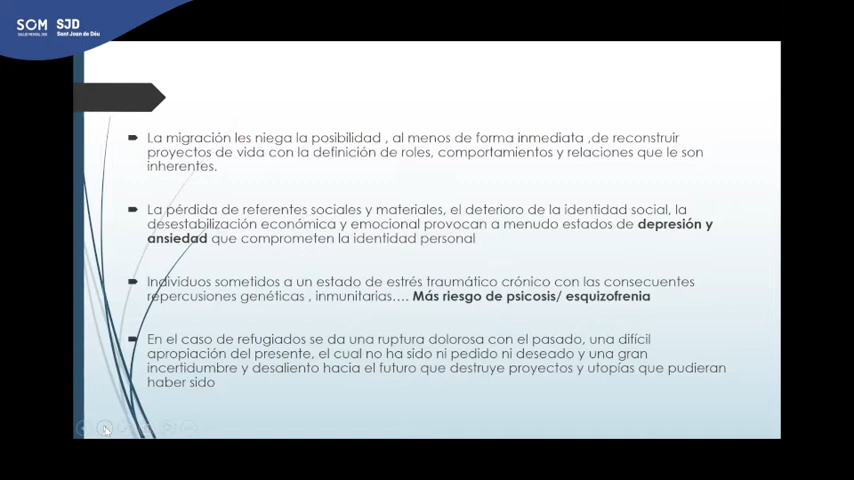 SOM SJD
SALUD MENTAL 360 Sant Joan de Déu
La migración les niega la posibilidad , al menos de forma inmediata ,de reconstruir
proyectos de vida con la definición de roles, comportamientos y relaciones que le son
inherentes.
La pérdida de referentes sociales y materiales, el deterioro de la identidad social, la
desestabilización económica y emocional provocan a menudo estados de depresión y
ansiedad que comprometen la identidad personal
Individuos sometidos a un estado de estrés traumático crónico con las consecuentes
repercusiones genéticas , inmunitarias…. Más riesgo de psicosis/ esquizofrenia
En el caso de refugiados se da una ruptura dolorosa con el pasado, una difícil
apropiación del presente, el cual no ha sido ni pedido ni deseado y una gran
incertidumbre y desaliento hacia el futuro que destruye proyectos y utopías que pudieran
haber sido